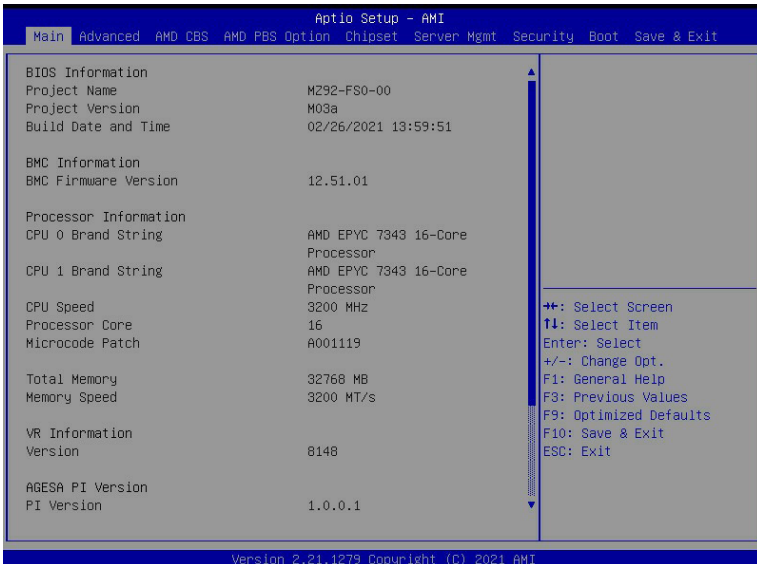 Aptio Setup - AMI
Main Advanced AMD CBS AMD PBS Option Chipset Server Mgmt Security Boot Save & Exit
BIOS Information
Project Name MZ92-FS0-00
Project Version M03a
Build Date and Time 02/26/2021 13:59:51
BMC Information
BMC Firmware Version 12.51.01
Processor Information
CPU 0 Brand String AMD EPYC 7343 16-Core
Processor
CPU 1 Brand String AMD EPYC 7343 16-Core
Processor
CPU Speed 3200 MHz
Processor Core 16
Microcode Patch A001119
Total Memory 32768 MB
Memory Speed 3200 MT/s
VR Information
Version 8148
AGESA PI Version
PI Version 1.0.0.1
→←: Select Screen
↑↓: Select Item
Enter: Select
+/-: Change Opt.
F1: General Help
F3: Previous Values
F9: Optimized Defaults
F10: Save & Exit
ESC: Exit
Version 2.21.1279 Copyright (C) 2021 AMI